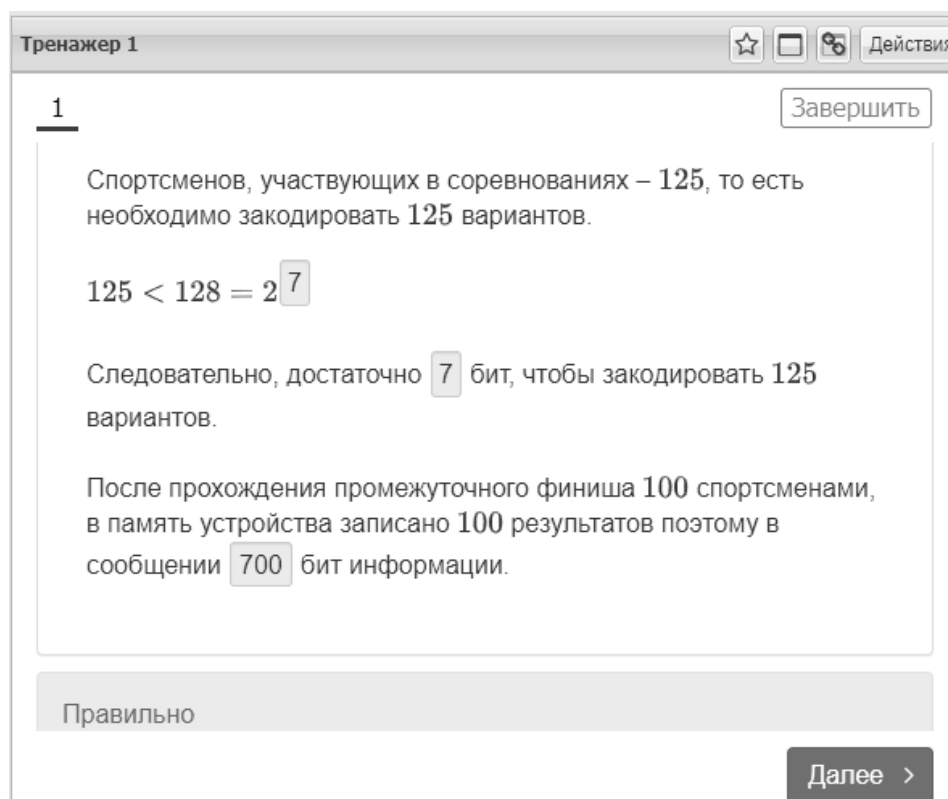 Тренажер 1
Действия
1
Завершить
Спортсменов, участвующих в соревнованиях – 125, то есть
необходимо закодировать 125 вариантов.
125 < 128 = 2^7
Следовательно, достаточно 7 бит, чтобы закодировать 125
вариантов.
После прохождения промежуточного финиша 100 спортсменами,
в память устройства записано 100 результатов поэтому в
сообщении 700 бит информации.
Правильно
Далее >